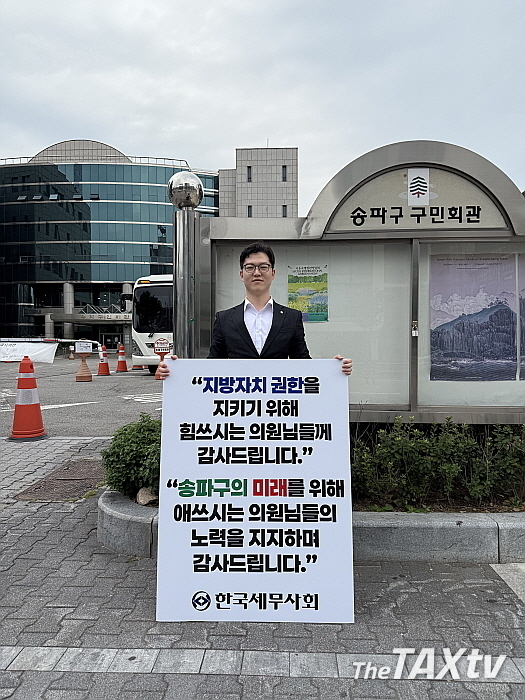 송파구 구민회관
“지방자치 권한을
지키기 위해
힘쓰시는 의원님들께
감사드립니다.”
“송파구의 미래를 위해
애쓰시는 의원님들의
노력을 지지하며
감사드립니다.”
한국세무사회
TheTAXtv